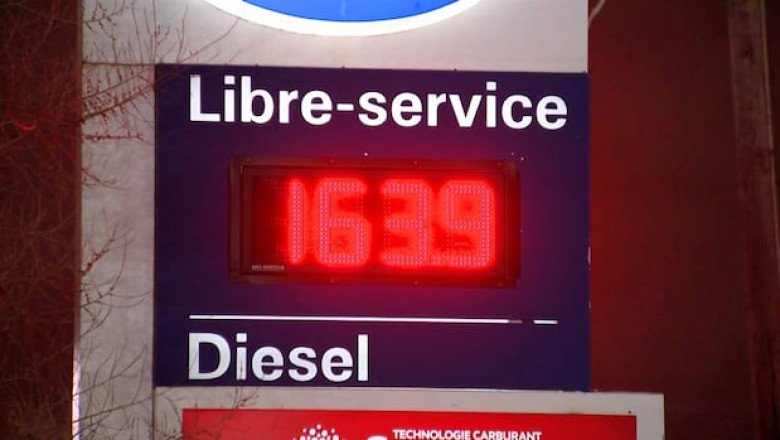 Libre-service
163.9
Diesel
TECHNOLOGIE CARBURANT